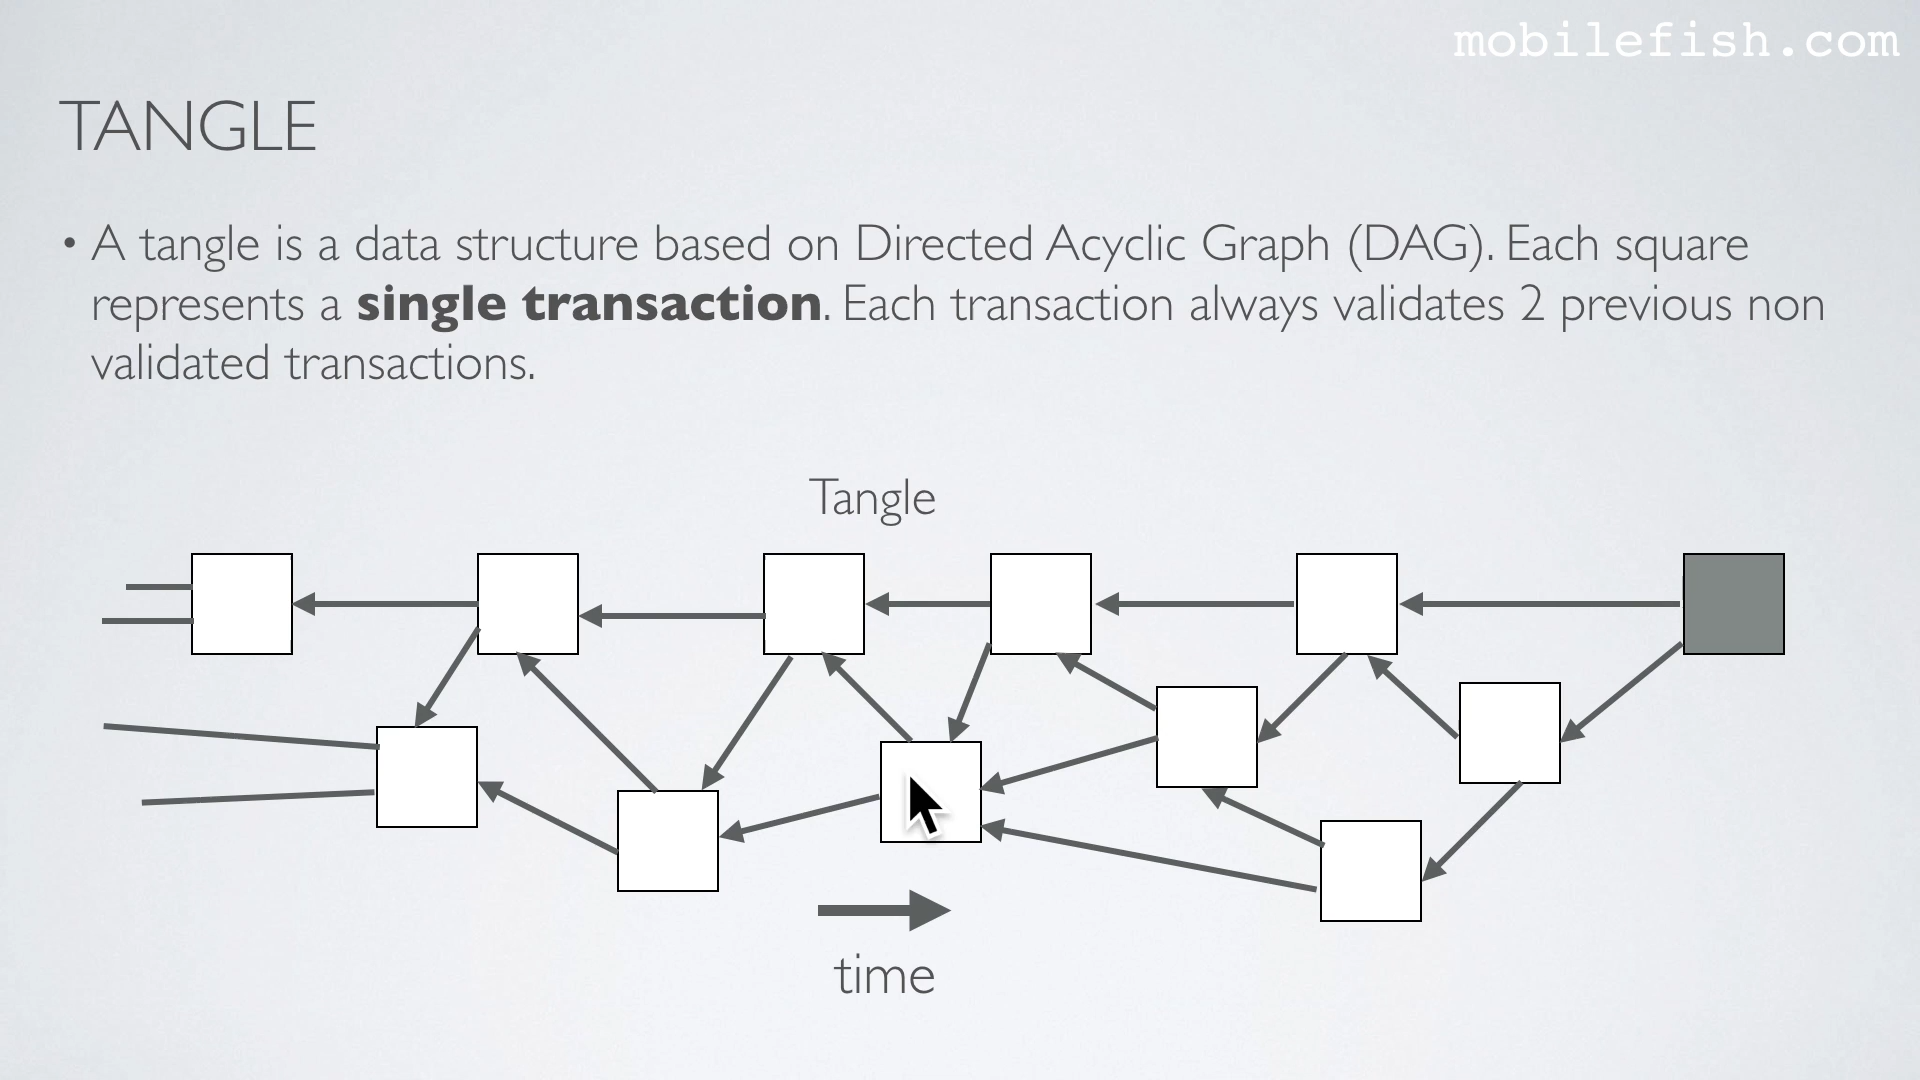 mobilefish.com
TANGLE
• A tangle is a data structure based on Directed Acyclic Graph (DAG). Each square
represents a single transaction. Each transaction always validates 2 previous non
validated transactions.
Tangle
time